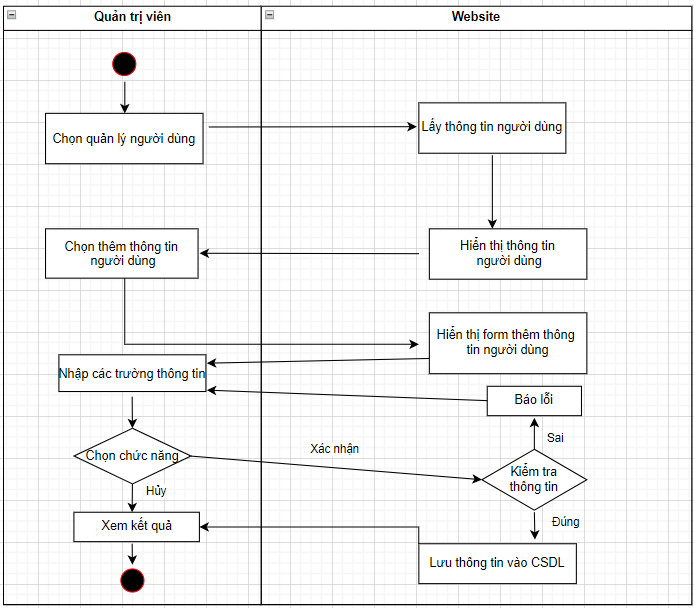 Quản trị viên
Website
Chọn quản lý người dùng
Lấy thông tin người dùng
Chọn thêm thông tin
người dùng
Hiển thị thông tin
người dùng
Hiển thị form thêm thông
tin người dùng
Nhập các trường thông tin
Báo lỗi
Sai
Chọn chức năng
Xác nhận
Kiểm tra
thông tin
Hủy
Đúng
Xem kết quả
Lưu thông tin vào CSDL